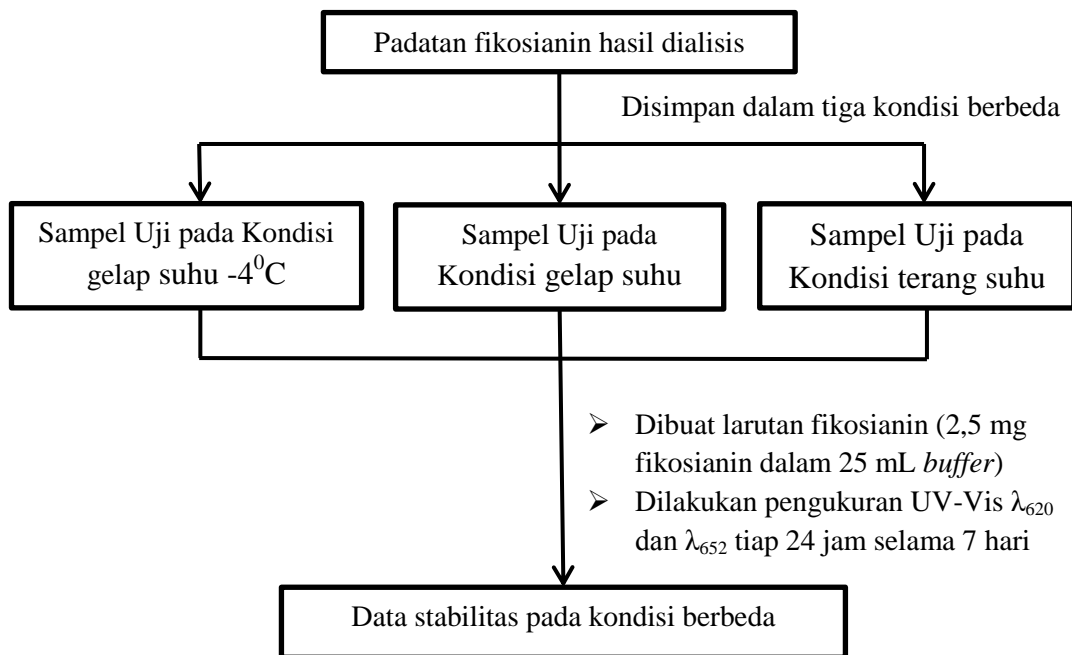 Padatan fikosianin hasil dialisis
Disimpan dalam tiga kondisi berbeda
Sampel Uji pada Kondisi
gelap suhu -4⁰C
Sampel Uji pada
Kondisi gelap suhu
Sampel Uji pada
Kondisi terang suhu
➢ Dibuat larutan fikosianin (2,5 mg
fikosianin dalam 25 mL buffer)
➢ Dilakukan pengukuran UV-Vis λ₆₂₀
dan λ₆₅₂ tiap 24 jam selama 7 hari
Data stabilitas pada kondisi berbeda